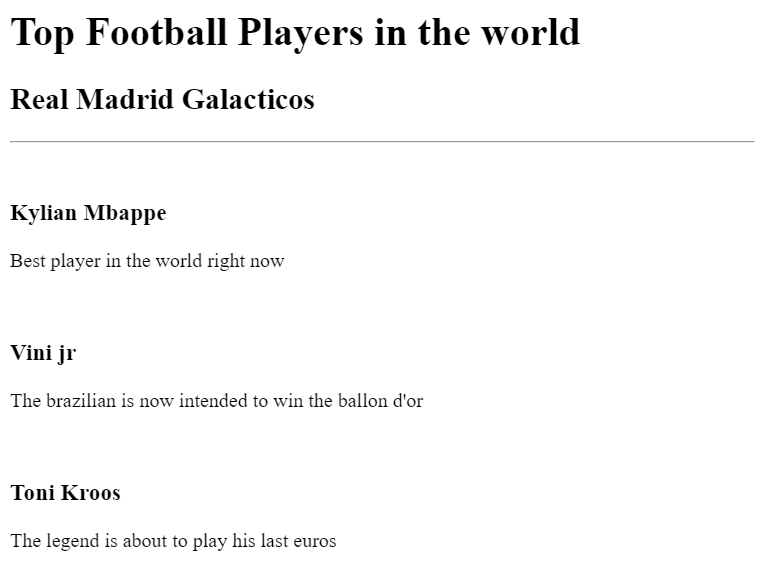 Top Football Players in the world
Real Madrid Galacticos
Kylian Mbappe
Best player in the world right now
Vini jr
The brazilian is now intended to win the ballon d'or
Toni Kroos
The legend is about to play his last euros